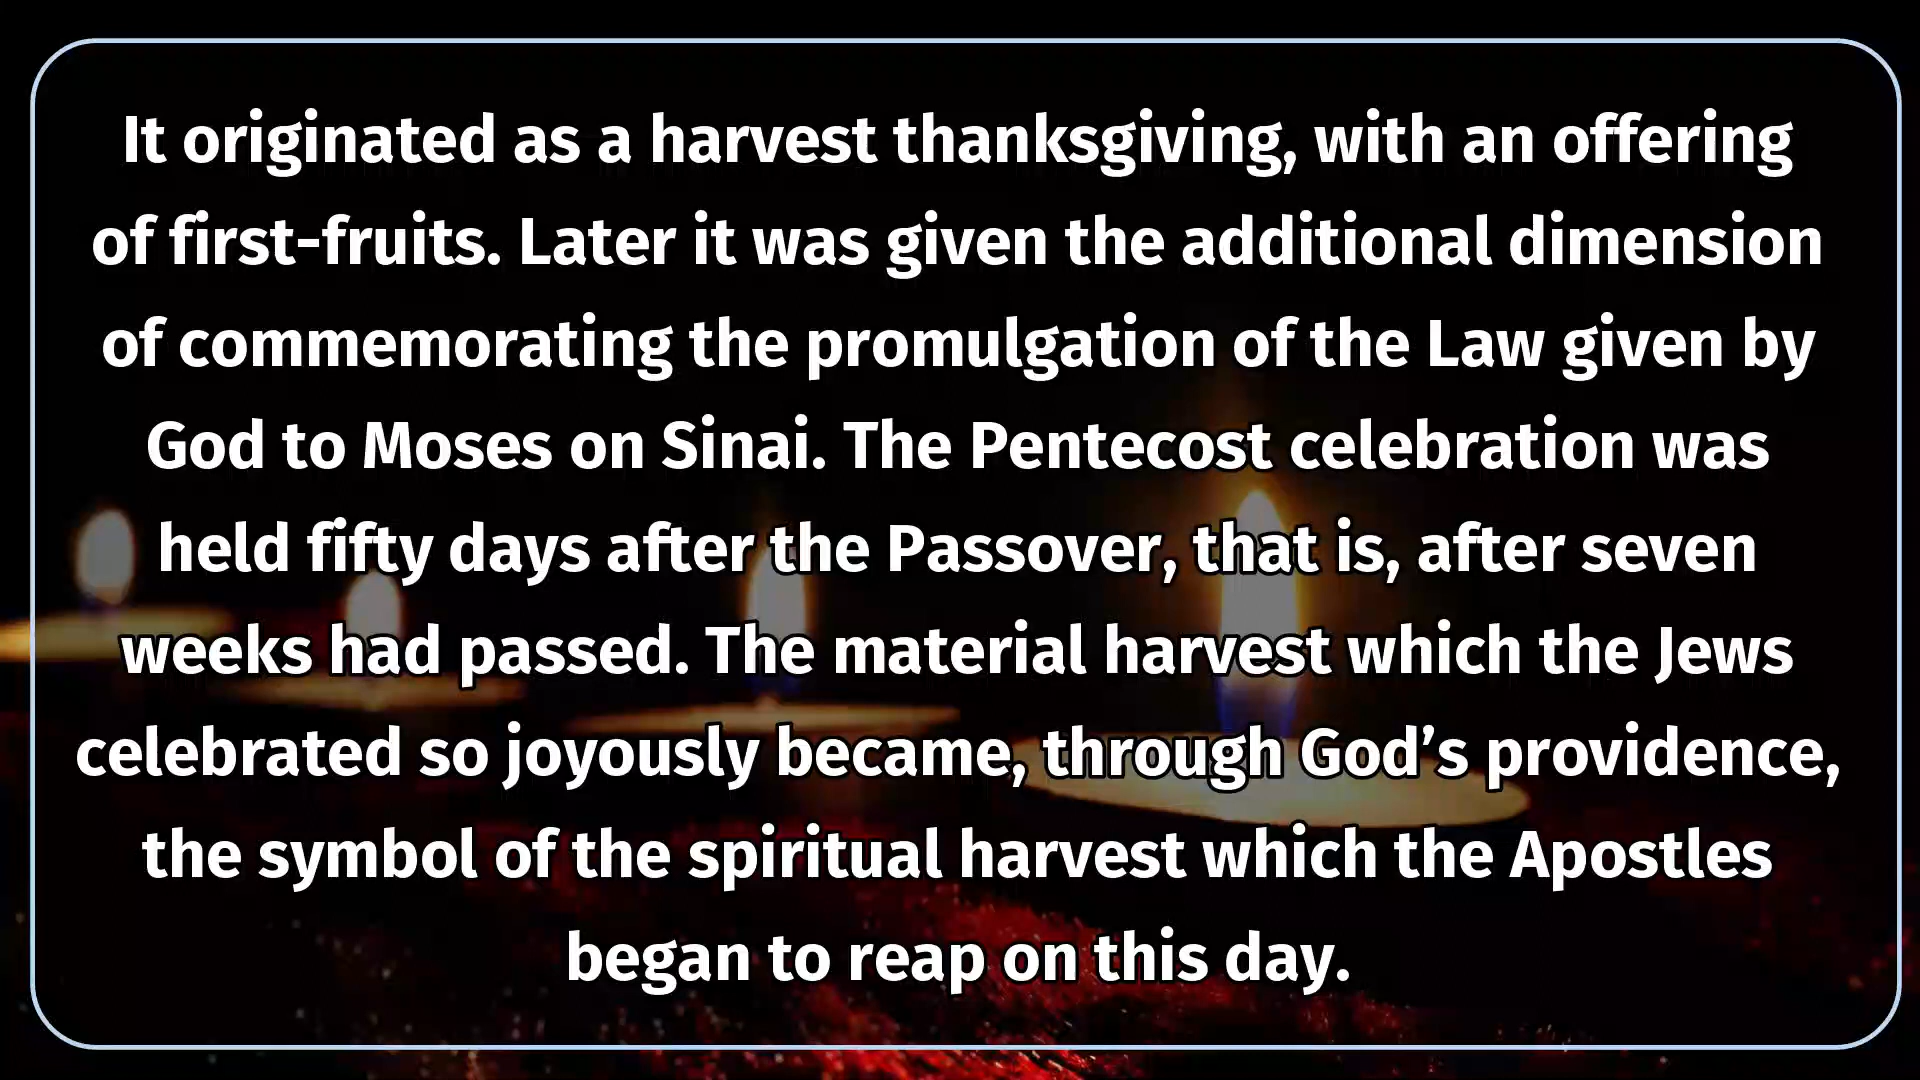 It originated as a harvest thanksgiving, with an offering
of first-fruits. Later it was given the additional dimension
of commemorating the promulgation of the Law given by
God to Moses on Sinai. The Pentecost celebration was
held fifty days after the Passover, that is, after seven
weeks had passed. The material harvest which the Jews
celebrated so joyously became, through God’s providence,
the symbol of the spiritual harvest which the Apostles
began to reap on this day.